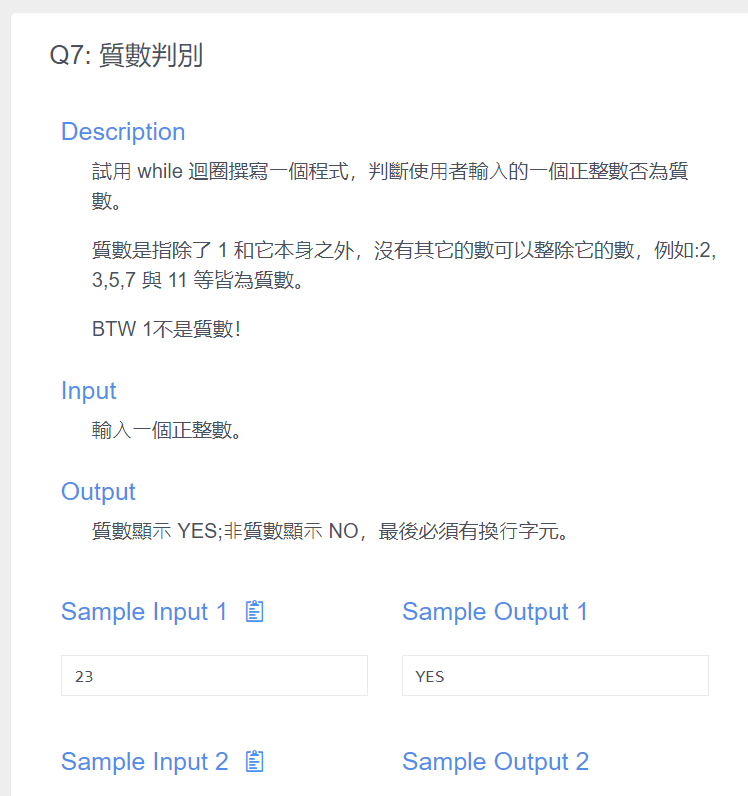 Q7: 質數判別
Description
試用 while 迴圈撰寫一個程式，判斷使用者輸入的一個正整數否為質
數。
質數是指除了 1 和它本身之外，沒有其它的數可以整除它的數，例如:2,
3,5,7 與 11 等皆為質數。
BTW 1不是質數!
Input
輸入一個正整數。
Output
質數顯示 YES;非質數顯示 NO，最後必須有換行字元。
Sample Input 1
Sample Output 1
23
YES
Sample Input 2
Sample Output 2